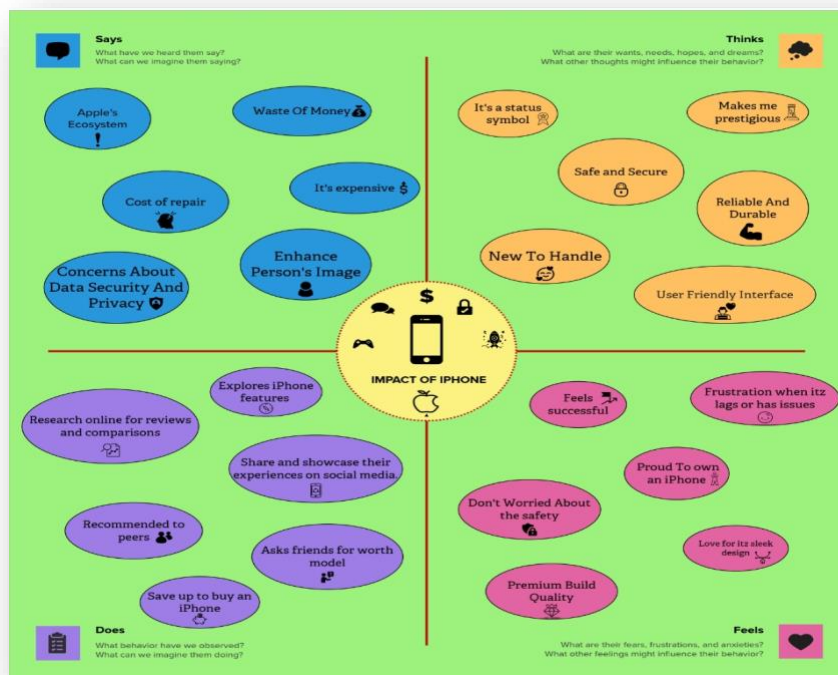 Says
What have we heard them say?
What can we imagine them saying?
Thinks
What are their wants, needs, hopes, and dreams?
What other thoughts might influence their behavior?
Apple's
Ecosystem
Waste Of Money
Cost of repair
It's expensive
Concerns About
Data Security And
Privacy
Enhance
Person's Image
It's a status
symbol
Makes me
prestigious
Safe and Secure
Reliable And
Durable
New To Handle
User Friendly Interface
IMPACT OF IPHONE
Explores iPhone
features
Research online for reviews
and comparisons
Share and showcase their
experiences on social media.
Recommended to
peers
Asks friends for worth
model
Save up to buy an
iPhone
Feels
successful
Frustration when itz
lags or has issues
Proud To own
an iPhone
Don't Worried About
the safety
Love for itz sleek
design
Premium Build
Quality
Does
What behavior have we observed?
What can we imagine them doing?
Feels
What are their fears, frustrations, and anxieties?
What other feelings might influence their behavior?